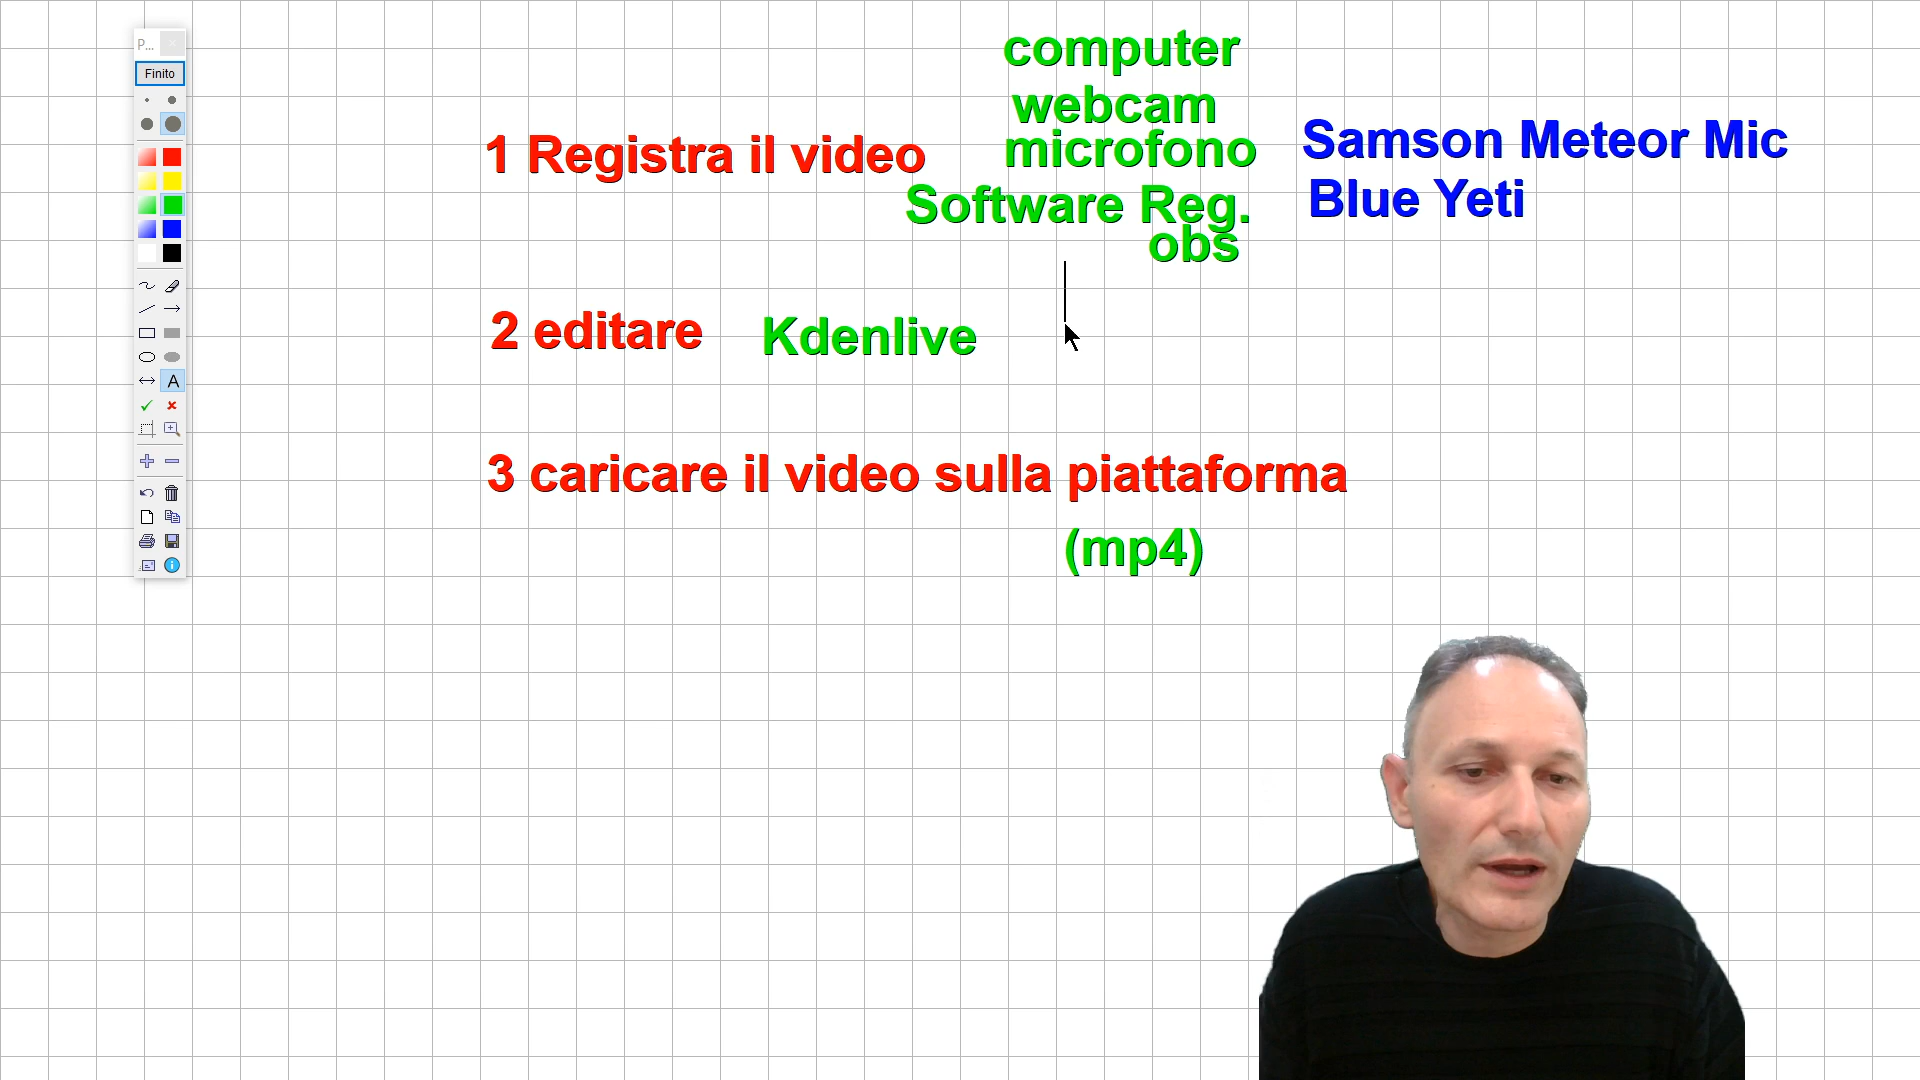 P...
Finito
computer
webcam
1 Registra il video
microfono
Samson Meteor Mic
Software Reg.
Blue Yeti
obs
2 editare
Kdenlive
3 caricare il video sulla piattaforma
(mp4)